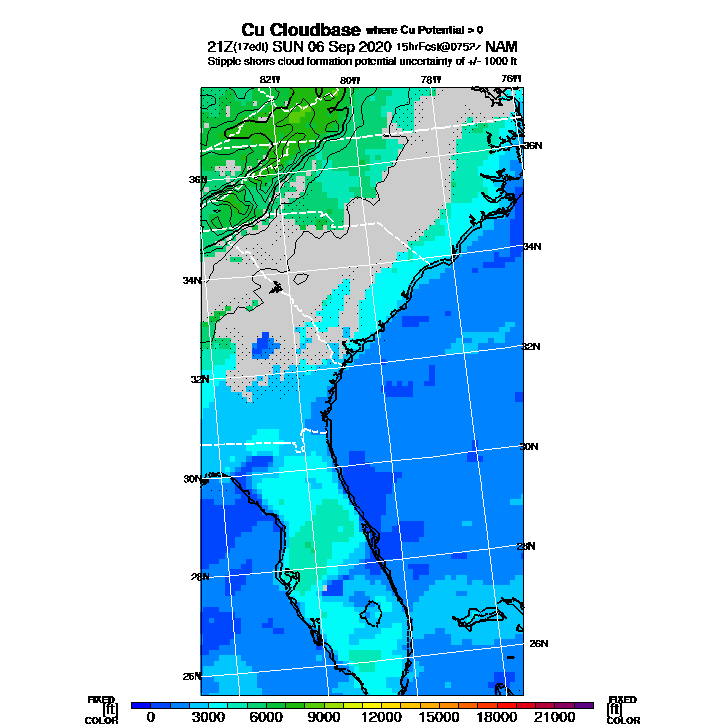 Cu Cloudbase where Cu Potential > 0
21Z(17edt) SUN 06 Sep 2020 15hrFcst@0752z NAM
Stipple shows cloud formation potential uncertainty of +/- 1000 ft
82W 80W 78W 76W
36N
36N
34N
34N
32N
32N
30N
30N
28N
28N
26N
26N
FIXED [ft] COLOR
0 3000 6000 9000 12000 15000 18000 21000
FIXED [ft] COLOR